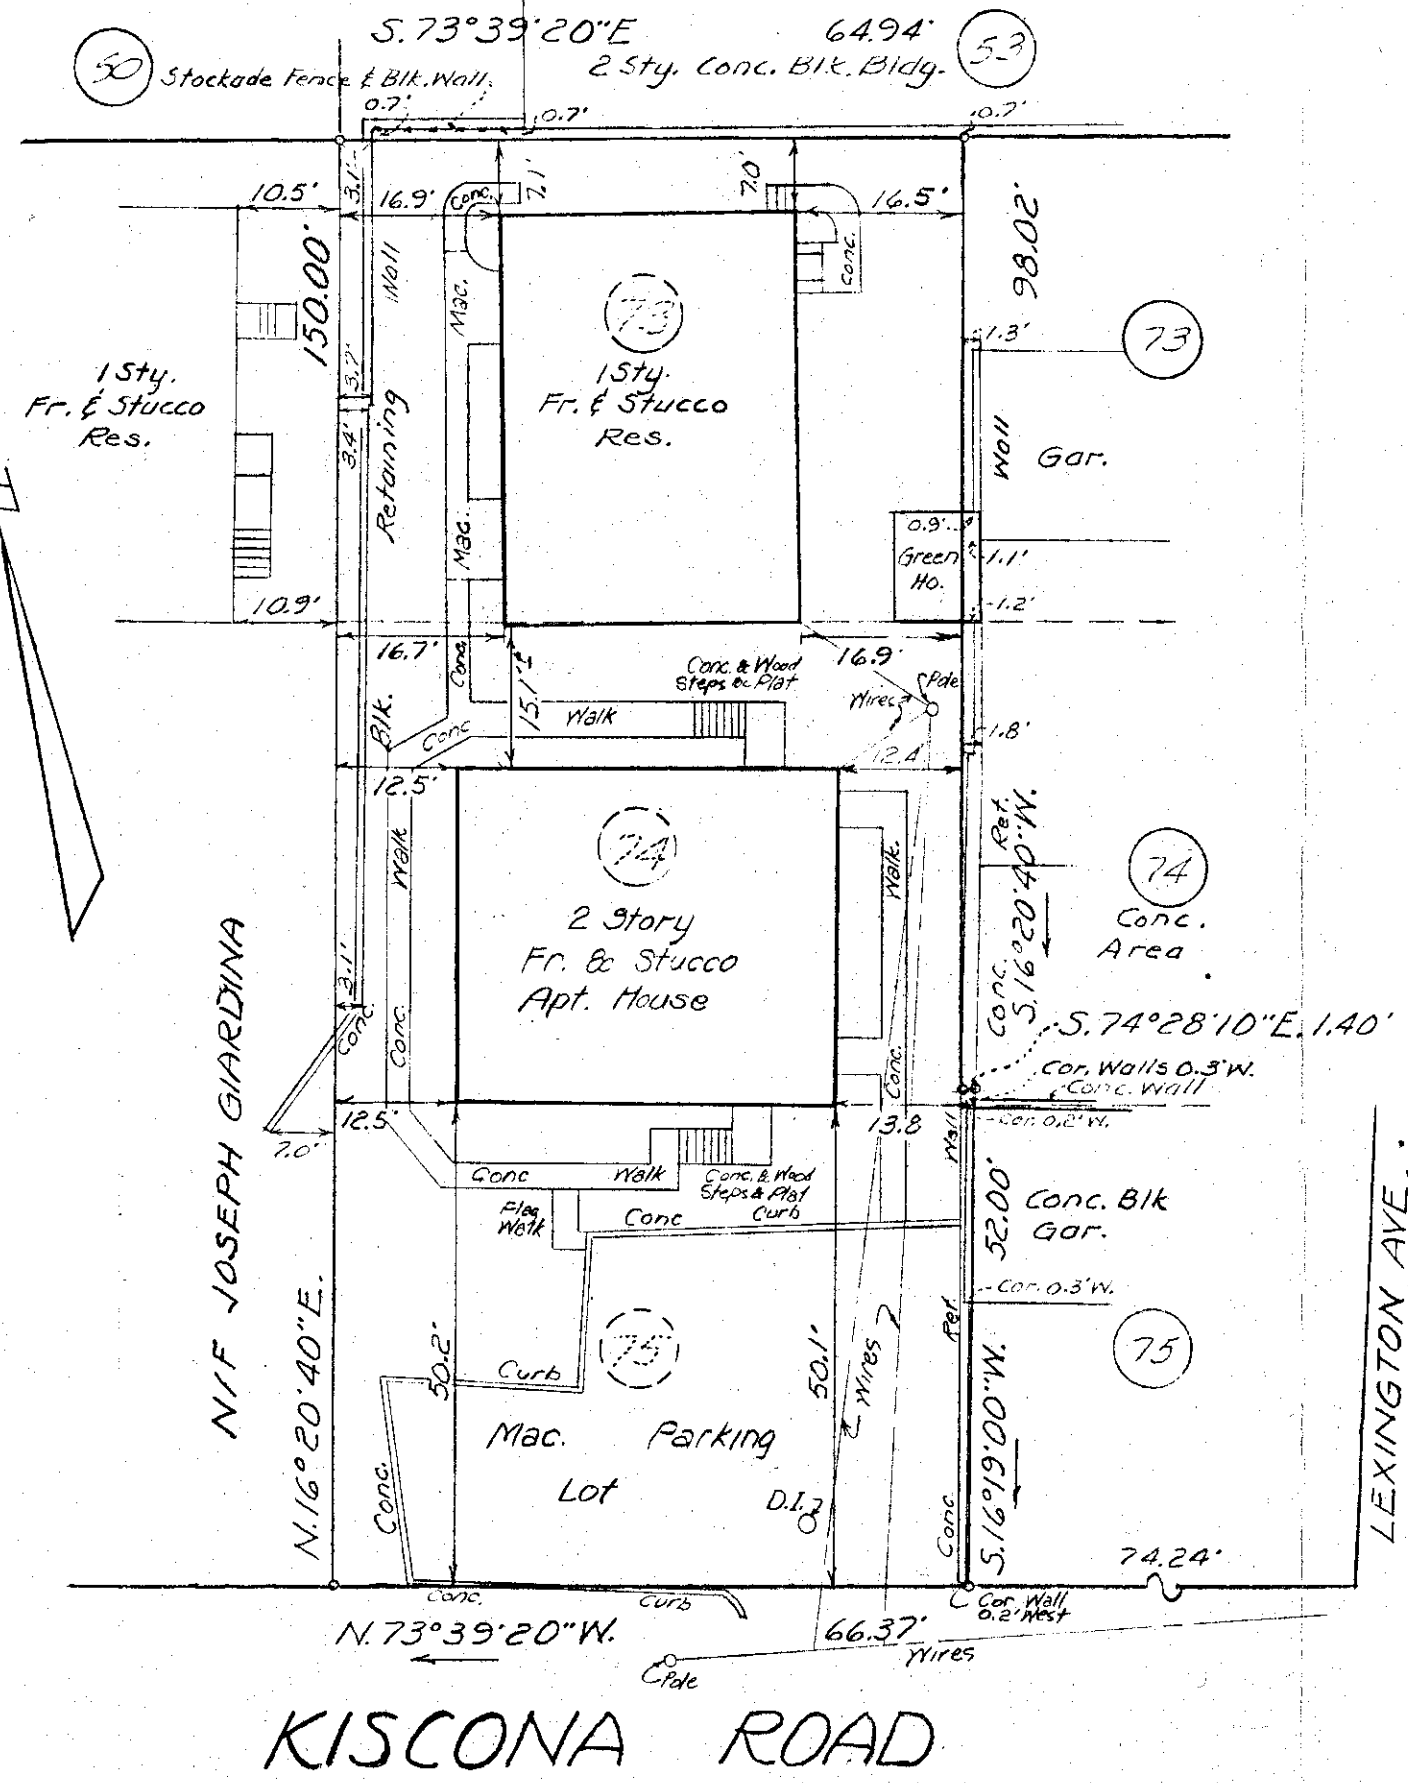 S. 73°39'20"E 64.94'
50 Stockade Fence & Blk. Wall
2 Sty. Conc. Blk. Bldg. 53
0.7'
0.7'
0.7'
10.5'
3.1'
16.9'
Conc.
7.1'
7.0'
16.5'
150.00'
Wall
Mac.
73
Conc.
98.02'
1.3'
73
1 Sty.
Fr. & Stucco
Res.
3.7'
3.4'
Retaining
1 Sty.
Fr. & Stucco
Res.
Wall
Gar.
Mac.
0.9'
Green
Ho.
1.1'
1.2'
10.9'
16.7'
Conc.
15.1'±
Conc. & Wood
Steps & Plat
16.9'
Pole
Wires
Blk.
Conc
Walk
1.8'
12.5'
12.4
Walk
74
Walk.
Ret.
S. 16°20'40"W.
74
Conc.
Area
2 Story
Fr. & Stucco
Apt. House
3.1'
Conc.
Conc.
Conc.
Conc.
S. 74°28'10"E. 1.40'
Cor. Walls 0.3'W.
Conc. Wall
Cor. 0.2'W.
N/F JOSEPH GIARDINA
7.0'
12.5'
13.8
Wall
Conc Walk
Conc. & Wood
Steps & Plat
Flag
Walk
Conc Curb
52.00'
Conc. Blk
Gar.
Cor. 0.3'W.
N. 16°20'40"E.
50.2'
Curb
75
50.1'
Wires
Ret.
75
Mac. Parking
Lot
Conc.
D.I.
Conc
S. 16°19'00"W.
LEXINGTON AVE.
74.24'
Conc. Curb
Cor. Wall
0.2' West
N. 73°39'20"W.
66.37'
Wires
Pole
KISCONA ROAD